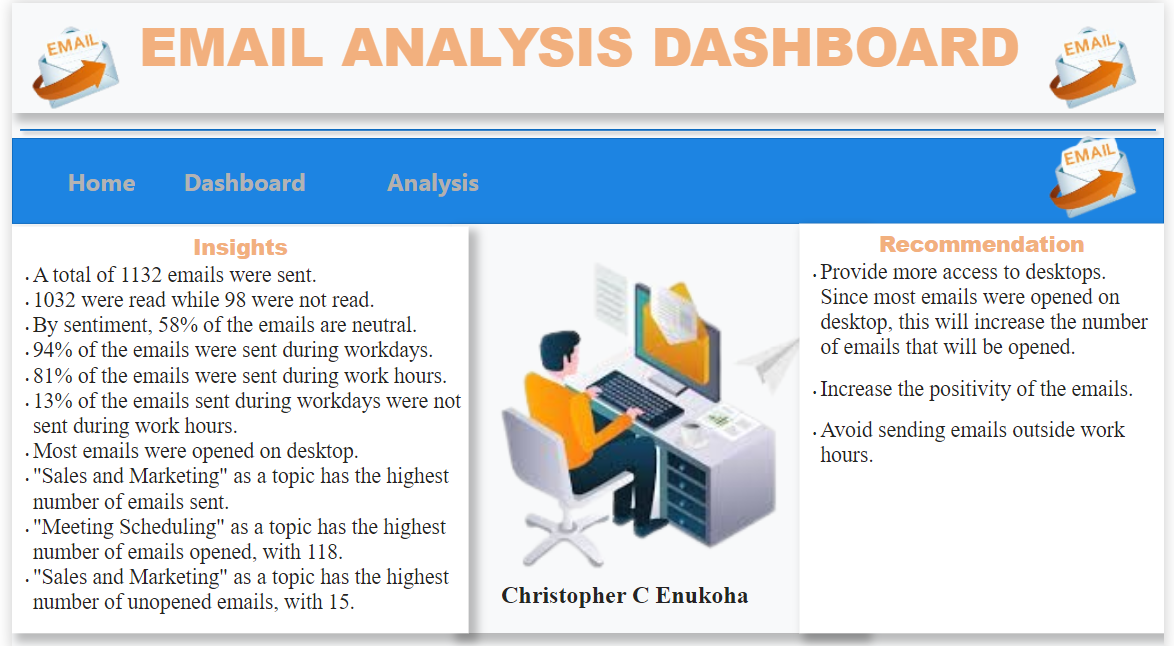 EMAIL
EMAIL ANALYSIS DASHBOARD
EMAIL
Home
Dashboard
Analysis
EMAIL
Insights
· A total of 1132 emails were sent.
· 1032 were read while 98 were not read.
· By sentiment, 58% of the emails are neutral.
· 94% of the emails were sent during workdays.
· 81% of the emails were sent during work hours.
· 13% of the emails sent during workdays were not
sent during work hours.
· Most emails were opened on desktop.
· "Sales and Marketing" as a topic has the highest
number of emails sent.
· "Meeting Scheduling" as a topic has the highest
number of emails opened, with 118.
· "Sales and Marketing" as a topic has the highest
number of unopened emails, with 15.
Christopher C Enukoha
Recommendation
· Provide more access to desktops.
Since most emails were opened on
desktop, this will increase the number
of emails that will be opened.
· Increase the positivity of the emails.
· Avoid sending emails outside work
hours.